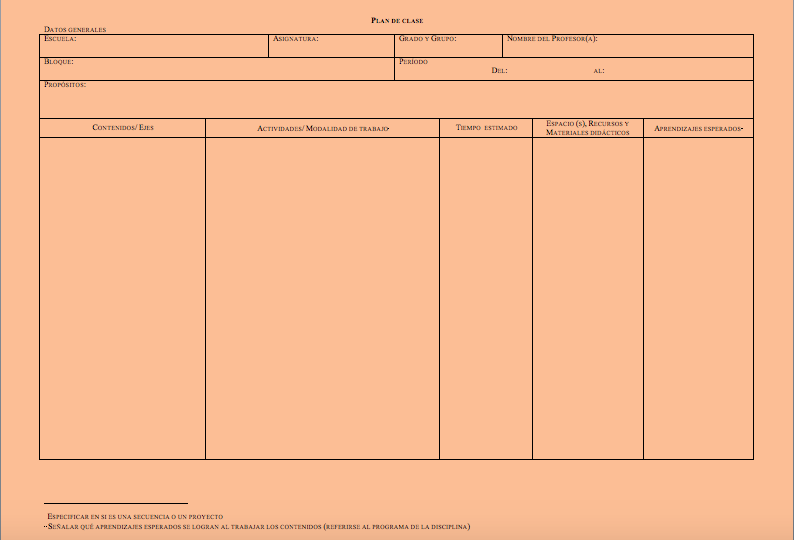 PLAN DE CLASE
DATOS GENERALES
ESCUELA: ASIGNATURA: GRADO Y GRUPO: NOMBRE DEL PROFESOR(A):
BLOQUE: PERÍODO
DEL: AL:
PROPÓSITOS:
CONTENIDOS/ EJES ACTIVIDADES/ MODALIDAD DE TRABAJO· TIEMPO ESTIMADO ESPACIO (S), RECURSOS Y MATERIALES DIDÁCTICOS APRENDIZAJES ESPERADOS··
ESPECIFICAR EN SI ES UNA SECUENCIA O UN PROYECTO
··SEÑALAR QUÉ APRENDIZAJES ESPERADOS SE LOGRAN AL TRABAJAR LOS CONTENIDOS (REFERIRSE AL PROGRAMA DE LA DISCIPLINA)